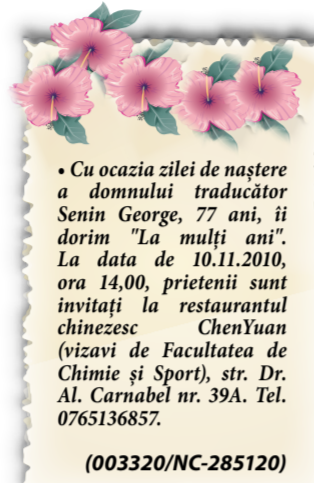 • Cu ocazia zilei de naștere
a domnului traducător
Senin George, 77 ani, îi
dorim "La mulți ani".
La data de 10.11.2010,
ora 14,00, prietenii sunt
invitați la restaurantul
chinezesc ChenYuan
(vizavi de Facultatea de
Chimie și Sport), str. Dr.
Al. Carnabel nr. 39A. Tel.
0765136857.
(003320/NC-285120)